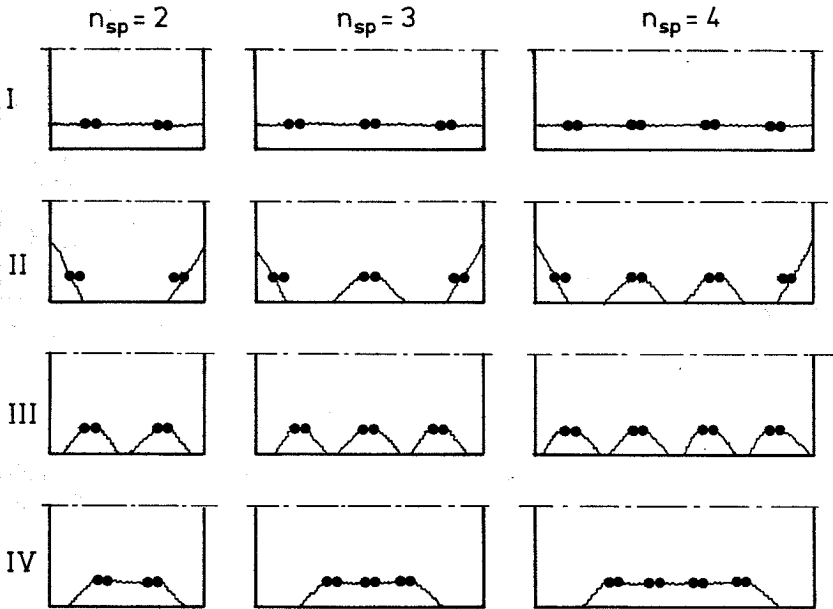 n_sp = 2 n_sp = 3 n_sp = 4
I
II
III
IV